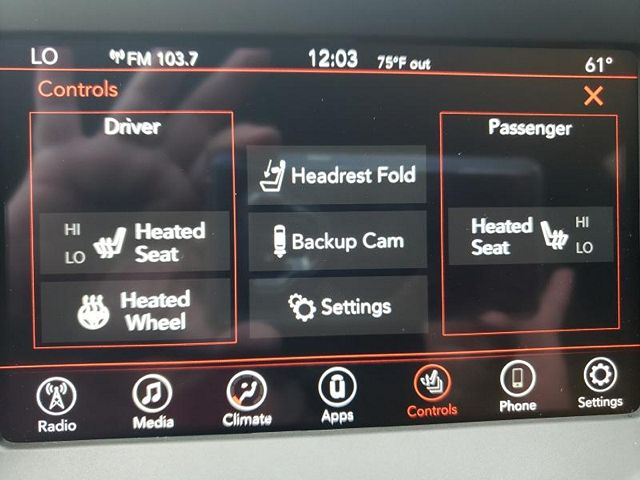 LO FM 103.7 12:03 75°F out 61°
Controls
Driver
Passenger
Headrest Fold
HI
LO
Heated
Seat
Backup Cam
Heated
Seat
HI
LO
Heated
Wheel
Settings
Radio Media Climate Apps Controls Phone Settings